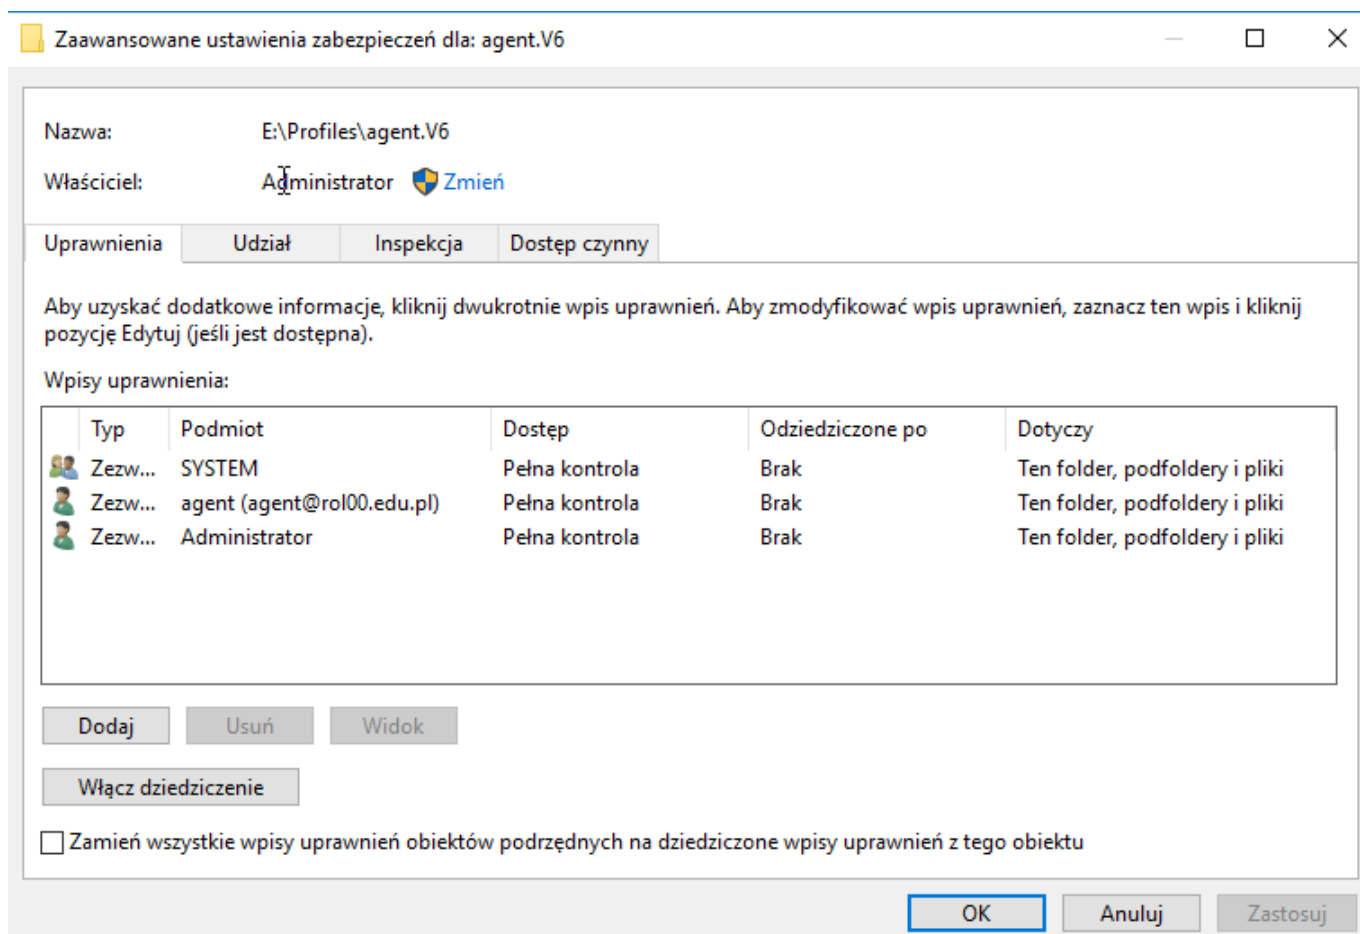 Zaawansowane ustawienia zabezpieczeń dla: agent.V6
Nazwa: E:\Profiles\agent.V6
Właściciel: Administrator Zmień
Uprawnienia Udział Inspekcja Dostęp czynny
Aby uzyskać dodatkowe informacje, kliknij dwukrotnie wpis uprawnień. Aby zmodyfikować wpis uprawnień, zaznacz ten wpis i kliknij
pozycję Edytuj (jeśli jest dostępna).
Wpisy uprawnienia:
Typ Podmiot Dostęp Odziedziczone po Dotyczy
Zezw... SYSTEM Pełna kontrola Brak Ten folder, podfoldery i pliki
Zezw... agent (agent@rol00.edu.pl) Pełna kontrola Brak Ten folder, podfoldery i pliki
Zezw... Administrator Pełna kontrola Brak Ten folder, podfoldery i pliki
Dodaj Usuń Widok
Włącz dziedziczenie
Zamień wszystkie wpisy uprawnień obiektów podrzędnych na dziedziczone wpisy uprawnień z tego obiektu
OK Anuluj Zastosuj